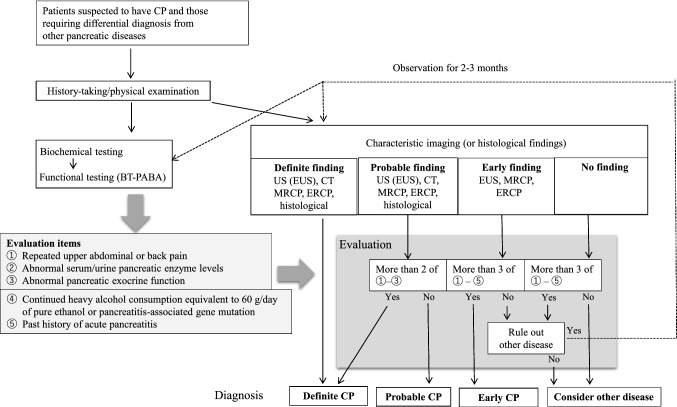 Patients suspected to have CP and those
requiring differential diagnosis from
other pancreatic diseases
Observation for 2-3 months
History-taking/physical examination
Biochemical testing
Functional testing (BT-PABA)
Characteristic imaging (or histological findings)
Definite finding
US (EUS), CT
MRCP, ERCP,
histological
Probable finding
US (EUS), CT,
MRCP, ERCP,
histological
Early finding
EUS, MRCP,
ERCP
No finding
Evaluation items
① Repeated upper abdominal or back pain
② Abnormal serum/urine pancreatic enzyme levels
③ Abnormal pancreatic exocrine function
④ Continued heavy alcohol consumption equivalent to 60 g/day
of pure ethanol or pancreatitis-associated gene mutation
⑤ Past history of acute pancreatitis
Evaluation
More than 2 of
①–③
More than 3 of
①–⑤
More than 3 of
①–⑤
Yes
No
Yes
No
Yes
No
Rule out
other disease
Yes
No
Diagnosis
Definite CP
Probable CP
Early CP
Consider other disease